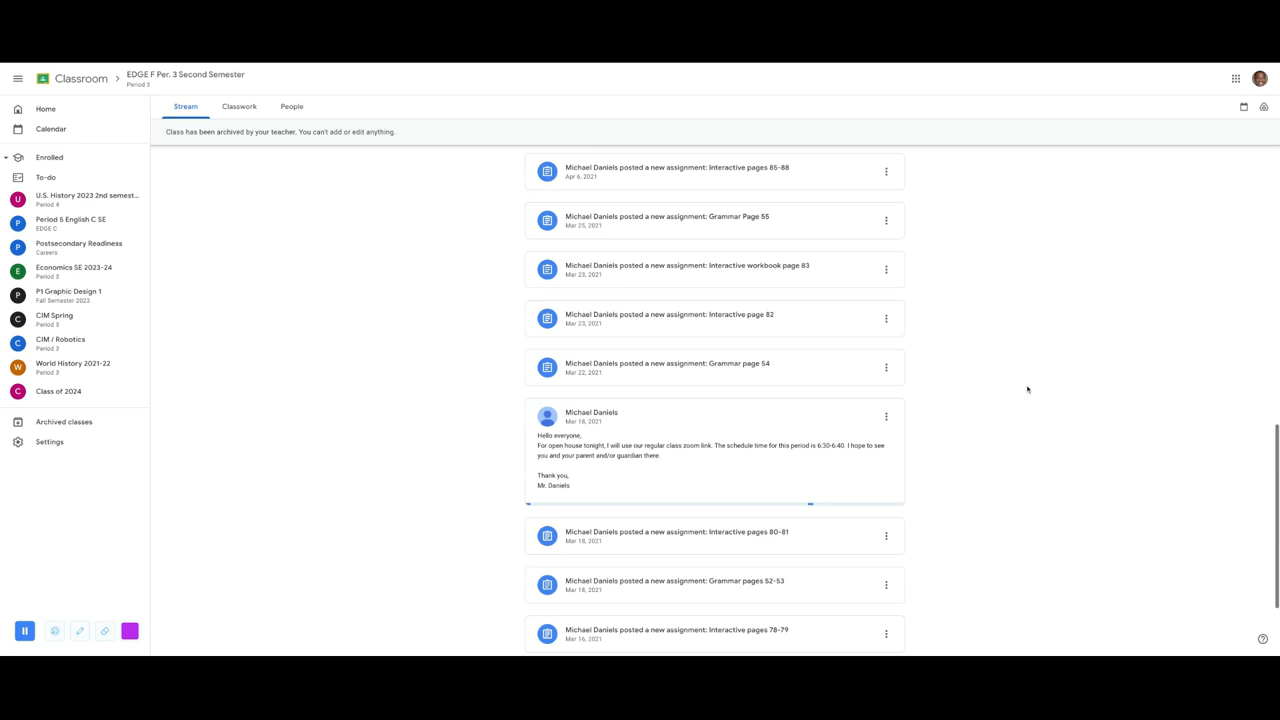 Classroom
EDGE F Per. 3 Second Semester
Period 3
Stream
Classwork
People
Class has been archived by your teacher. You can't add or edit anything.
Home
Calendar
Enrolled
To-do
U
U.S. History 2023 2nd semest...
Period 4
P
Period 5 English C SE
EDGE C
P
Postsecondary Readiness
Careers
E
Economics SE 2023-24
Period 3
P
P1 Graphic Design 1
Fall Semester 2023
C
CIM Spring
Period 3
C
CIM / Robotics
Period 3
W
World History 2021-22
Period 3
C
Class of 2024
Archived classes
Settings
Michael Daniels posted a new assignment: Interactive pages 85-88
Apr 6, 2021
Michael Daniels posted a new assignment: Grammar Page 55
Mar 25, 2021
Michael Daniels posted a new assignment: Interactive workbook page 83
Mar 23, 2021
Michael Daniels posted a new assignment: Interactive page 82
Mar 23, 2021
Michael Daniels posted a new assignment: Grammar page 54
Mar 22, 2021
Michael Daniels
Mar 18, 2021
Hello everyone,
For open house tonight, I will use our regular class zoom link. The schedule time for this period is 6:30-6:40. I hope to see
you and your parent and/or guardian there.
Thank you,
Mr. Daniels
Michael Daniels posted a new assignment: Interactive pages 80-81
Mar 18, 2021
Michael Daniels posted a new assignment: Grammar pages 52-53
Mar 18, 2021
Michael Daniels posted a new assignment: Interactive pages 78-79
Mar 16, 2021